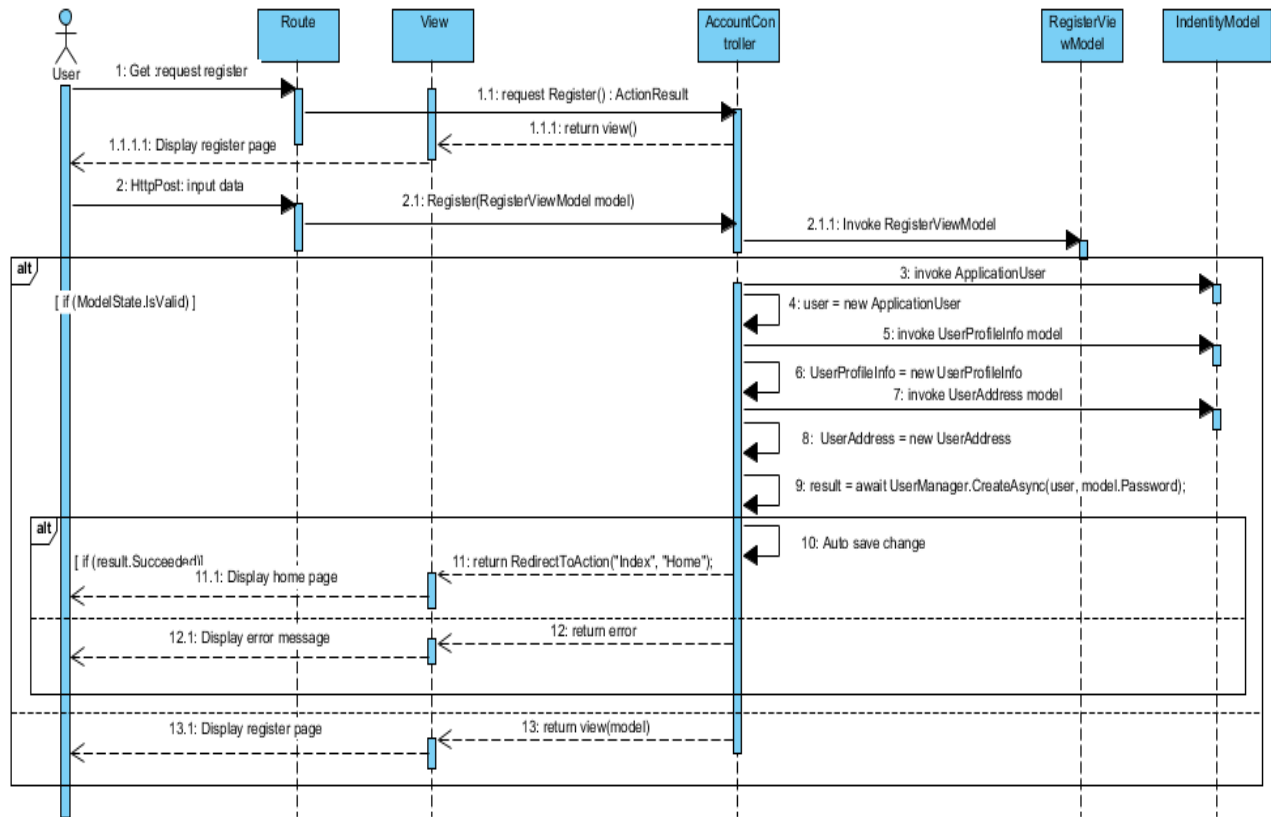 Route
View
AccountCon
troller
RegisterVie
wModel
IndentityModel
User
1: Get :request register
1.1: request Register() : ActionResult
1.1.1: return view()
1.1.1.1: Display register page
2: HttpPost: input data
2.1: Register(RegisterViewModel model)
2.1.1: Invoke RegisterViewModel
alt
[ if (ModelState.IsValid) ]
3: invoke ApplicationUser
4: user = new ApplicationUser
5: invoke UserProfileInfo model
6: UserProfileInfo = new UserProfileInfo
7: invoke UserAddress model
8: UserAddress = new UserAddress
9: result = await UserManager.CreateAsync(user, model.Password);
alt
10: Auto save change
[ if (result.Succeeded)]
11: return RedirectToAction("Index", "Home");
11.1: Display home page
12: return error
12.1: Display error message
13: return view(model)
13.1: Display register page